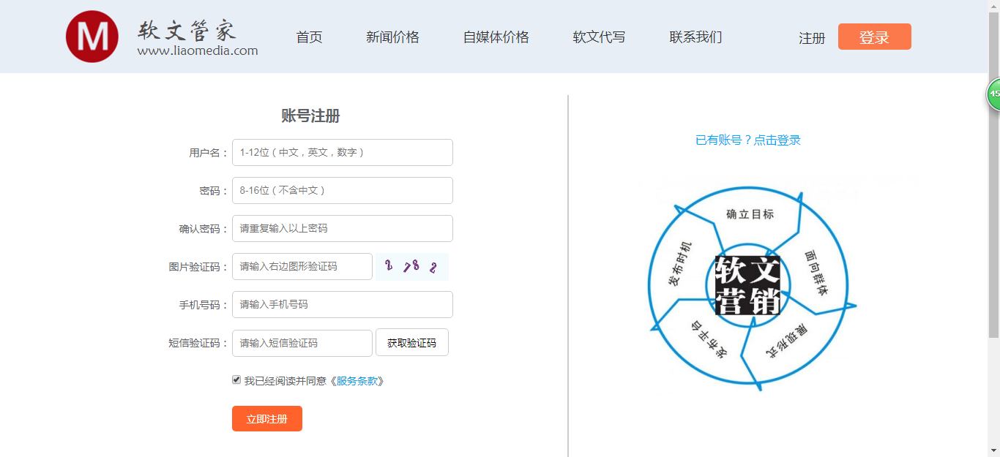 M
软文管家
www.liaomedia.com
首页 新闻价格 自媒体价格 软文代写 联系我们 注册 登录
45
账号注册
用户名： 1-12位（中文，英文，数字）
密码： 8-16位（不含中文）
确认密码： 请重复输入以上密码
图片验证码： 请输入右边图形验证码 2 7 8 2
手机号码： 请输入手机号码
短信验证码： 请输入短信验证码 获取验证码
我已经阅读并同意《服务条款》
立即注册
已有账号？点击登录
确立目标
面向群体
展现形式
发布平台
发布时机
软文
营销